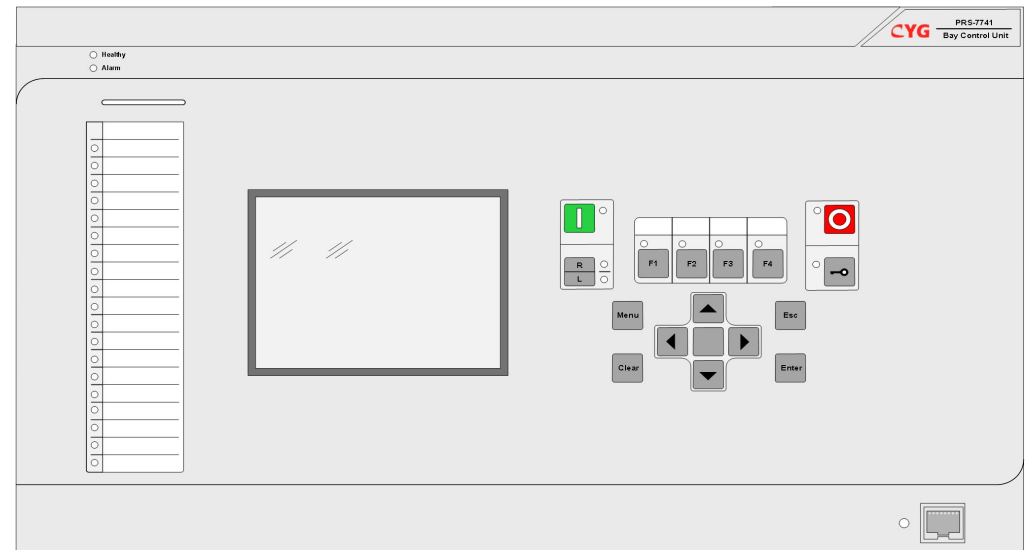 CYG
PRS-7741
Bay Control Unit
Healthy
Alarm
R
L
F1
F2
F3
F4
Menu
Esc
Clear
Enter